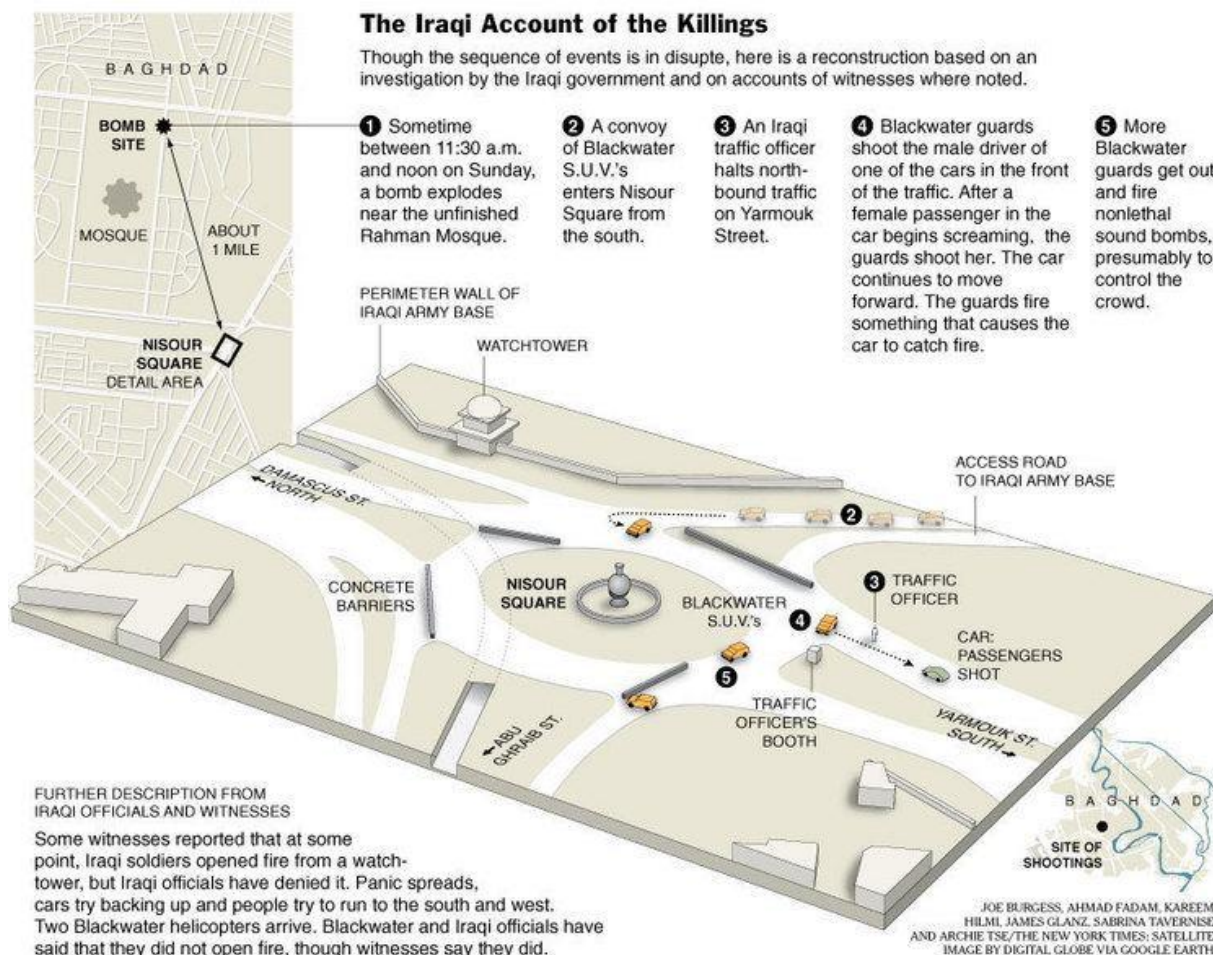 The Iraqi Account of the Killings
Though the sequence of events is in disupte, here is a reconstruction based on an
investigation by the Iraqi government and on accounts of witnesses where noted.
BAGHDAD
BOMB
SITE
MOSQUE
ABOUT
1 MILE
NISOUR
SQUARE
DETAIL AREA
1 Sometime
between 11:30 a.m.
and noon on Sunday,
a bomb explodes
near the unfinished
Rahman Mosque.
2 A convoy
of Blackwater
S.U.V.'s
enters Nisour
Square from
the south.
3 An Iraqi
traffic officer
halts north-
bound traffic
on Yarmouk
Street.
4 Blackwater guards
shoot the male driver of
one of the cars in the front
of the traffic. After a
female passenger in the
car begins screaming, the
guards shoot her. The car
continues to move
forward. The guards fire
something that causes the
car to catch fire.
5 More
Blackwater
guards get out
and fire
nonlethal
sound bombs,
presumably to
control the
crowd.
PERIMETER WALL OF
IRAQI ARMY BASE
WATCHTOWER
ACCESS ROAD
TO IRAQI ARMY BASE
DAMASCUS ST.
NORTH
2
CONCRETE
BARRIERS
NISOUR
SQUARE
BLACKWATER
S.U.V.'s
4
3 TRAFFIC
OFFICER
CAR:
PASSENGERS
SHOT
5
TRAFFIC
OFFICER'S
BOOTH
ABU
GHRAIB ST.
YARMOUK ST.
SOUTH
FURTHER DESCRIPTION FROM
IRAQI OFFICIALS AND WITNESSES
Some witnesses reported that at some
point, Iraqi soldiers opened fire from a watch-
tower, but Iraqi officials have denied it. Panic spreads,
cars try backing up and people try to run to the south and west.
Two Blackwater helicopters arrive. Blackwater and Iraqi officials have
said that they did not open fire, though witnesses say they did.
BAGHDAD
SITE OF
SHOOTINGS
JOE BURGESS, AHMAD FADAM, KAREEM
HILMI, JAMES GLANZ, SABRINA TAVERNISE
AND ARCHIE TSE/THE NEW YORK TIMES; SATELLITE
IMAGE BY DIGITAL GLOBE VIA GOOGLE EARTH